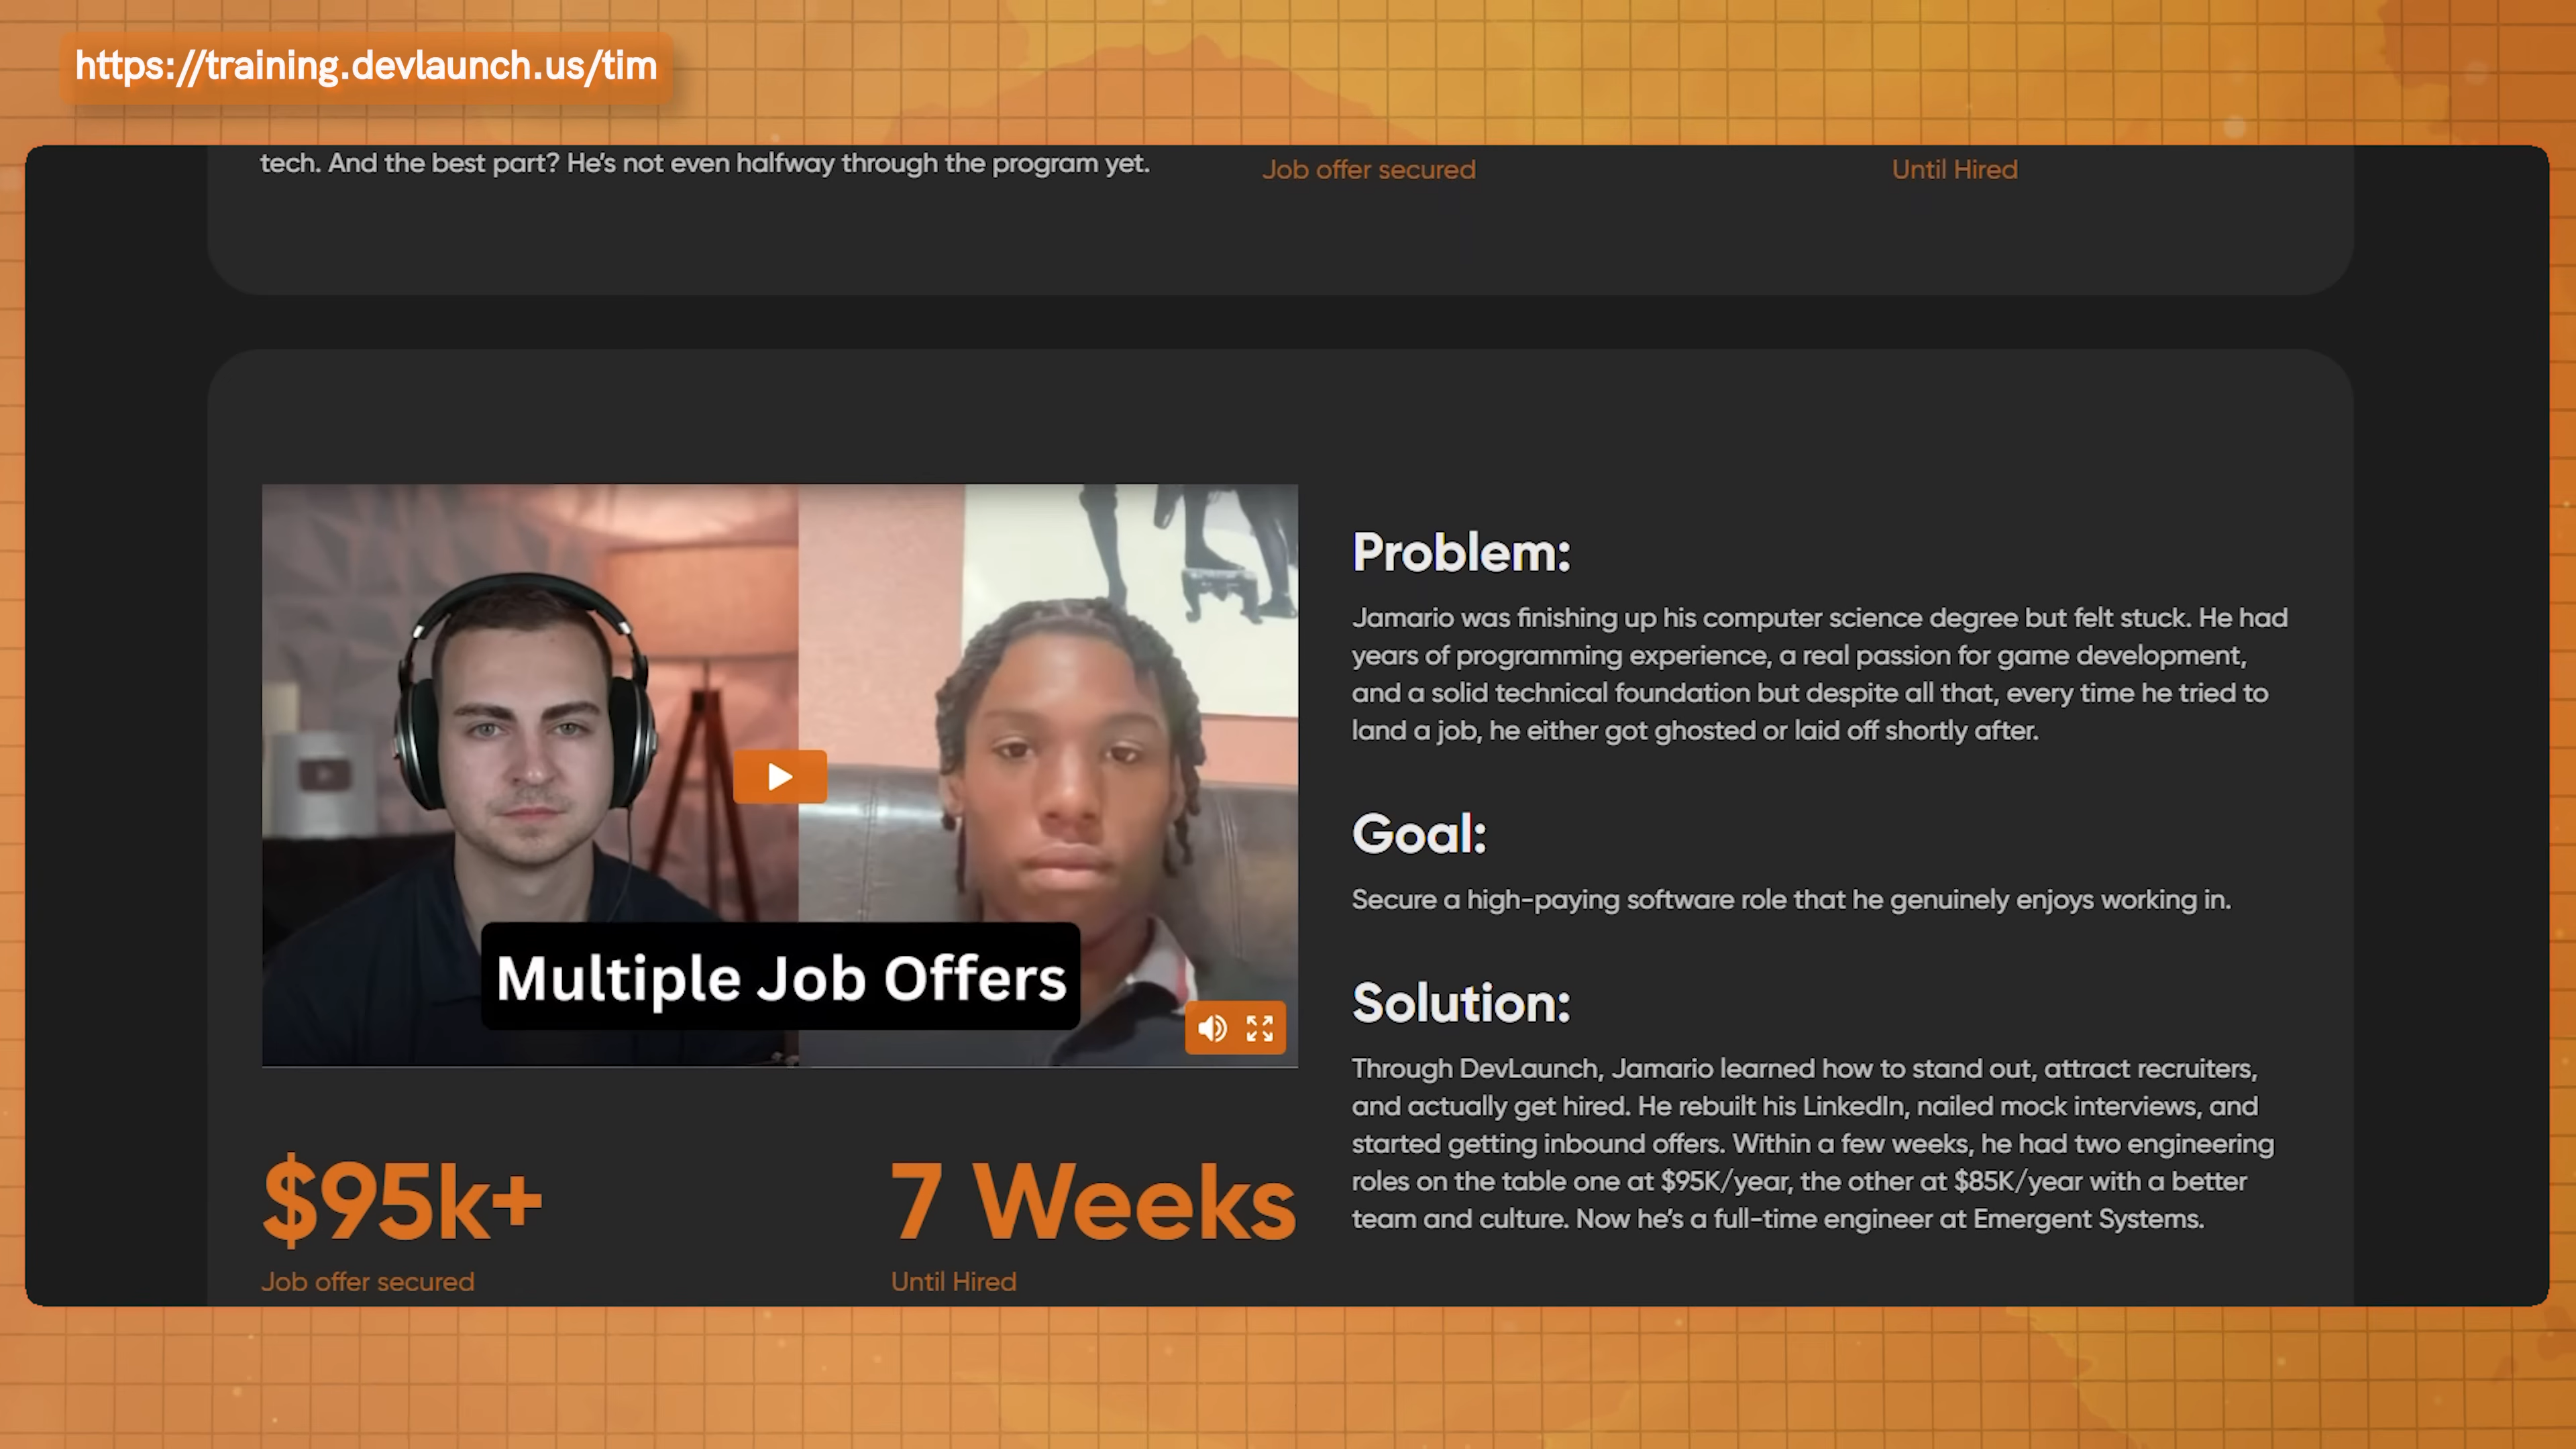 https://training.devlaunch.us/tim
tech. And the best part? He's not even halfway through the program yet.
Job offer secured
Until Hired
Multiple Job Offers
$95k+
Job offer secured
7 Weeks
Until Hired
Problem:
Jamario was finishing up his computer science degree but felt stuck. He had
years of programming experience, a real passion for game development,
and a solid technical foundation but despite all that, every time he tried to
land a job, he either got ghosted or laid off shortly after.
Goal:
Secure a high-paying software role that he genuinely enjoys working in.
Solution:
Through DevLaunch, Jamario learned how to stand out, attract recruiters,
and actually get hired. He rebuilt his LinkedIn, nailed mock interviews, and
started getting inbound offers. Within a few weeks, he had two engineering
roles on the table one at $95K/year, the other at $85K/year with a better
team and culture. Now he's a full-time engineer at Emergent Systems.